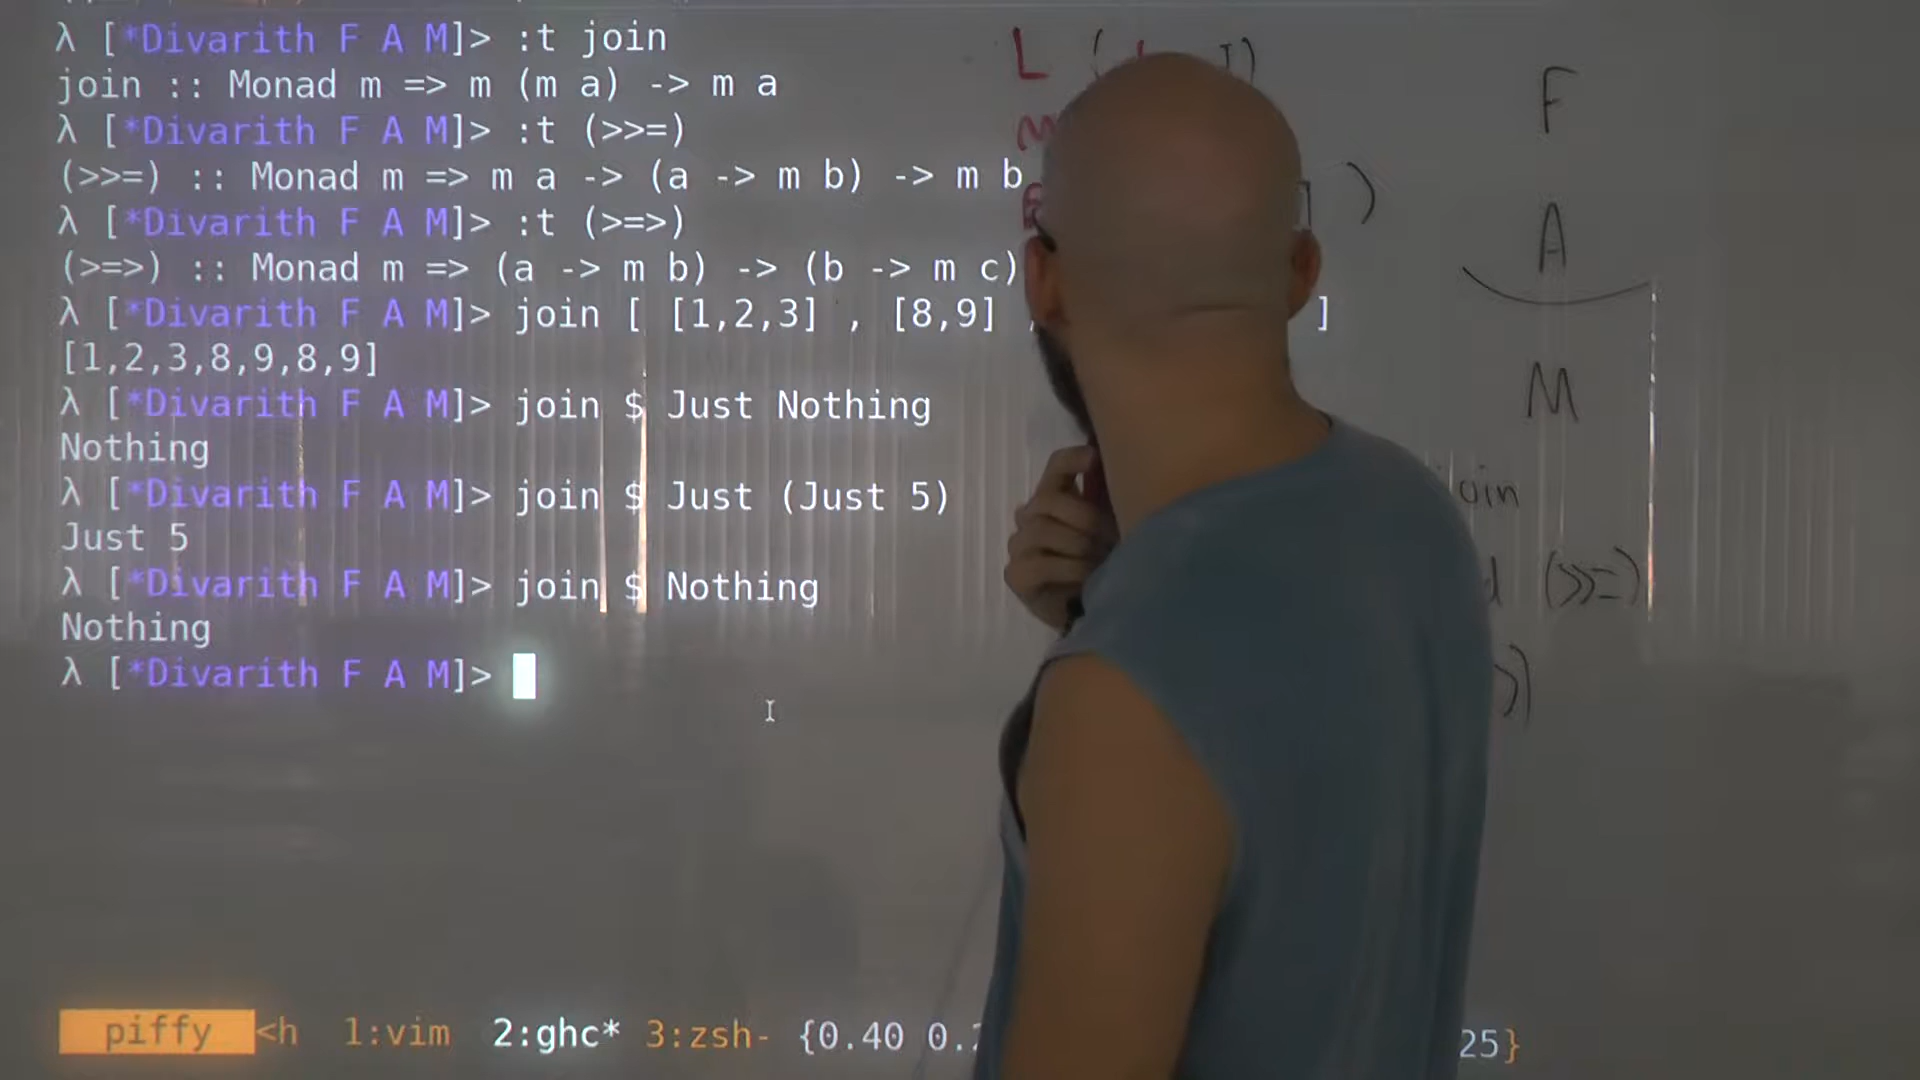 λ [*Divarith F A M]> :t join
join :: Monad m => m (m a) -> m a
λ [*Divarith F A M]> :t (>>=)
(>>=) :: Monad m => m a -> (a -> m b) -> m b
λ [*Divarith F A M]> :t (>=>)
(>=>) :: Monad m => (a -> m b) -> (b -> m c)
λ [*Divarith F A M]> join [ [1,2,3] , [8,9] , ]
[1,2,3,8,9,8,9]
λ [*Divarith F A M]> join $ Just Nothing
Nothing
λ [*Divarith F A M]> join $ Just (Just 5)
Just 5
λ [*Divarith F A M]> join $ Nothing
Nothing
λ [*Divarith F A M]>
piffy <h 1:vim 2:ghc* 3:zsh- {0.40 25}
L (
M
F
A
M
oin
(>>=)